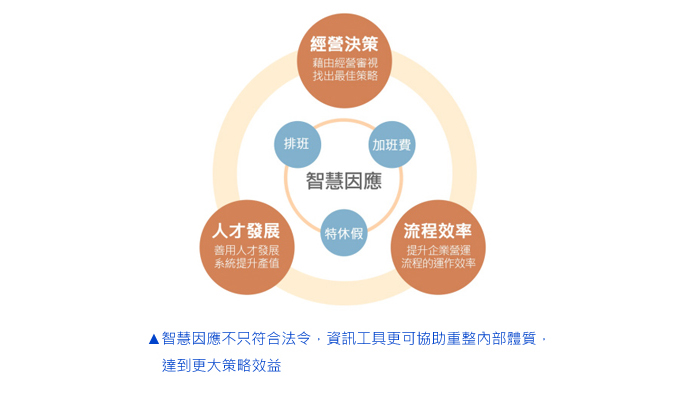 經營決策
藉由經營審視
找出最佳策略
排班
加班費
智慧因應
特休假
人才發展
善用人才發展
系統提升產值
流程效率
提升企業營運
流程的運作效率
▲智慧因應不只符合法令，資訊工具更可協助重整內部體質，
達到更大策略效益